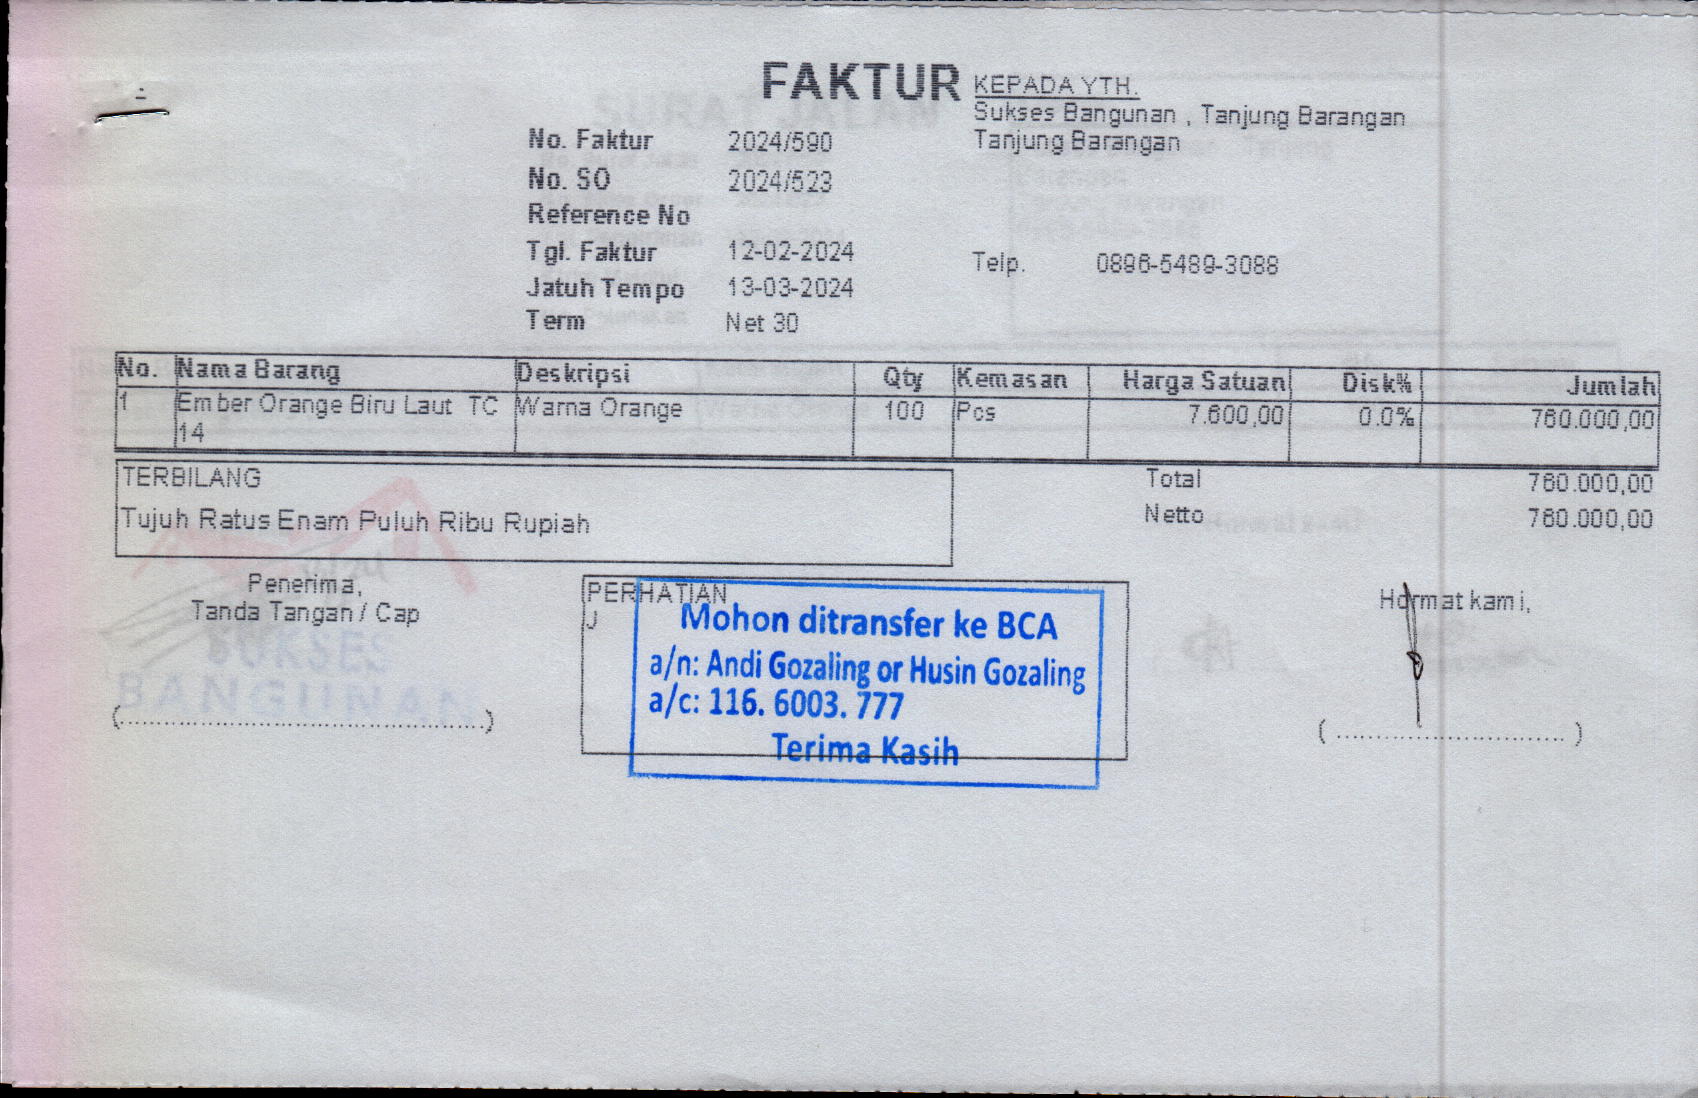 FAKTUR
No. Faktur 2024/590
No. SO 2024/523
Reference No
Tgl. Faktur 12-02-2024
Jatuh Tempo 13-03-2024
Term Net 30
KEPADA YTH.
Sukses Bangunan , Tanjung Barangan
Tanjung Barangan
Telp. 0896-5489-3088
No. Nama Barang Deskripsi Qty Kemasan Harga Satuan Disk% Jumlah
1 Ember Orange Biru Laut TC Warna Orange 100 Pcs 7.600,00 0.0% 760.000,00
14
TERBILANG
Tujuh Ratus Enam Puluh Ribu Rupiah
Total 760.000,00
Netto 760.000,00
Penerima,
Tanda Tangan / Cap
SUKSES
BANGUNAN
(....................................................)
PERHATIAN
J
Mohon ditransfer ke BCA
a/n: Andi Gozaling or Husin Gozaling
a/c: 116. 6003. 777
Terima Kasih
Hormat kami,
( ............................. )